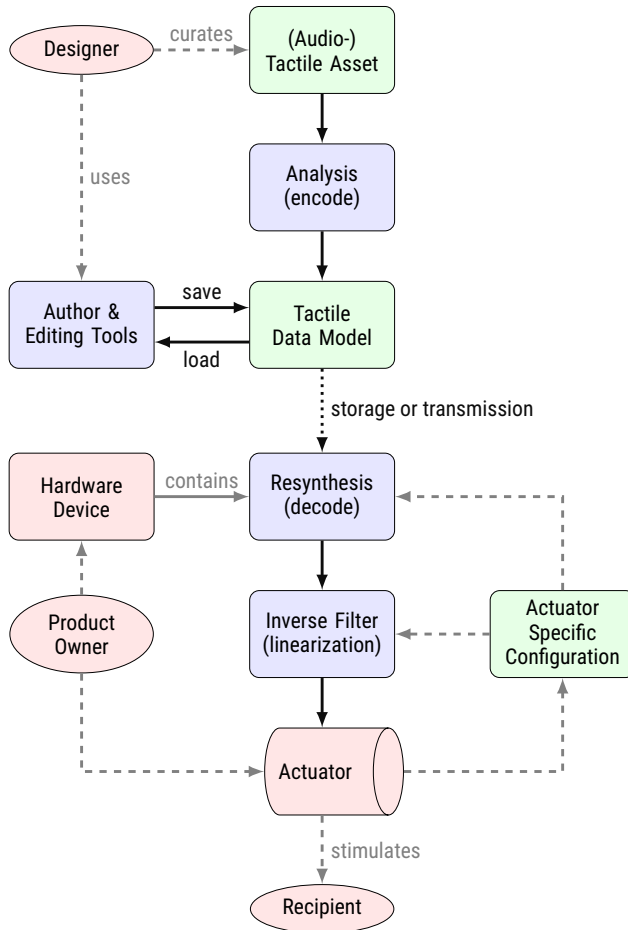 Designer
curates
(Audio-)
Tactile Asset
Analysis
(encode)
uses
Author &
Editing Tools
save
load
Tactile
Data Model
storage or transmission
Hardware
Device
contains
Resynthesis
(decode)
Product
Owner
Inverse Filter
(linearization)
Actuator
Specific
Configuration
Actuator
stimulates
Recipient